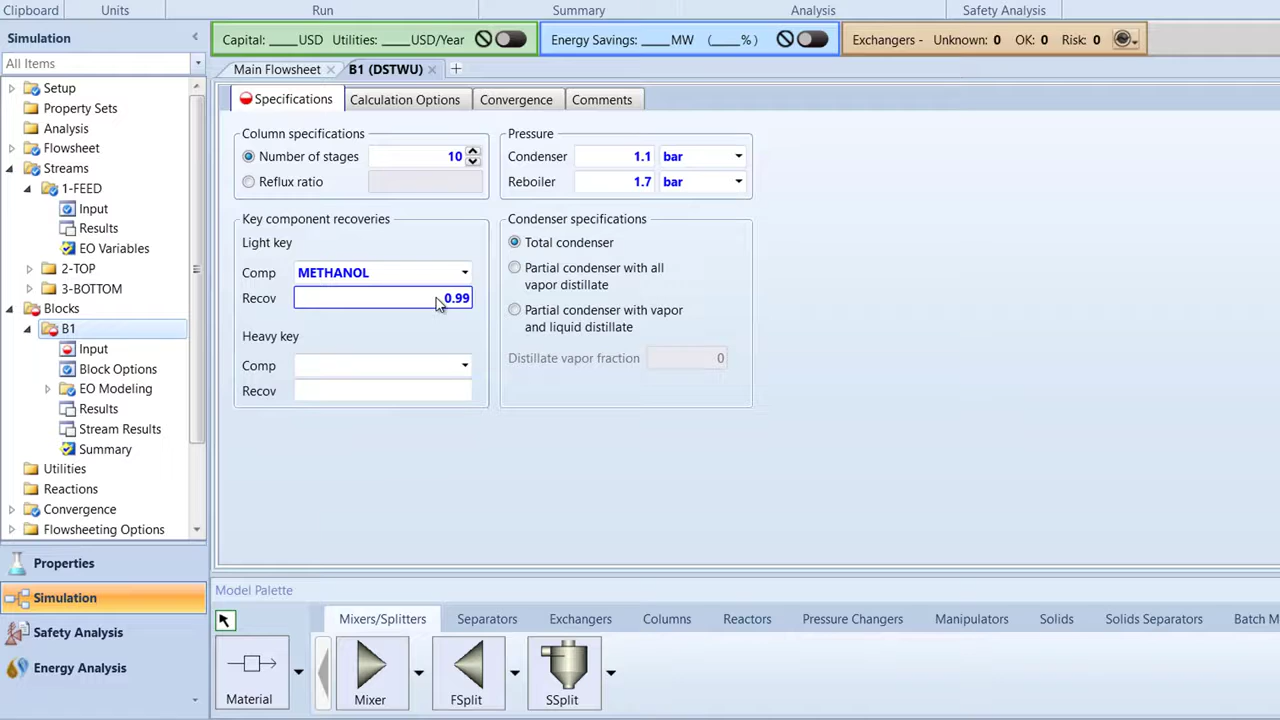 Clipboard Units Run Summary Analysis Safety Analysis
Simulation
All Items
Setup
Property Sets
Analysis
Flowsheet
Streams
1-FEED
Input
Results
EO Variables
2-TOP
3-BOTTOM
Blocks
B1
Input
Block Options
EO Modeling
Results
Stream Results
Summary
Utilities
Reactions
Convergence
Flowsheeting Options
Properties
Simulation
Safety Analysis
Energy Analysis
Capital: ____USD Utilities: ____USD/Year
Energy Savings: ____MW (____%)
Exchangers - Unknown: 0 OK: 0 Risk: 0
Main Flowsheet B1 (DSTWU)
Specifications Calculation Options Convergence Comments
Column specifications
Number of stages 10
Reflux ratio
Pressure
Condenser 1.1 bar
Reboiler 1.7 bar
Key component recoveries
Light key
Comp METHANOL
Recov 0.99
Heavy key
Comp
Recov
Condenser specifications
Total condenser
Partial condenser with all
vapor distillate
Partial condenser with vapor
and liquid distillate
Distillate vapor fraction 0
Model Palette
Mixers/Splitters Separators Exchangers Columns Reactors Pressure Changers Manipulators Solids Solids Separators Batch M
Material Mixer FSplit SSplit